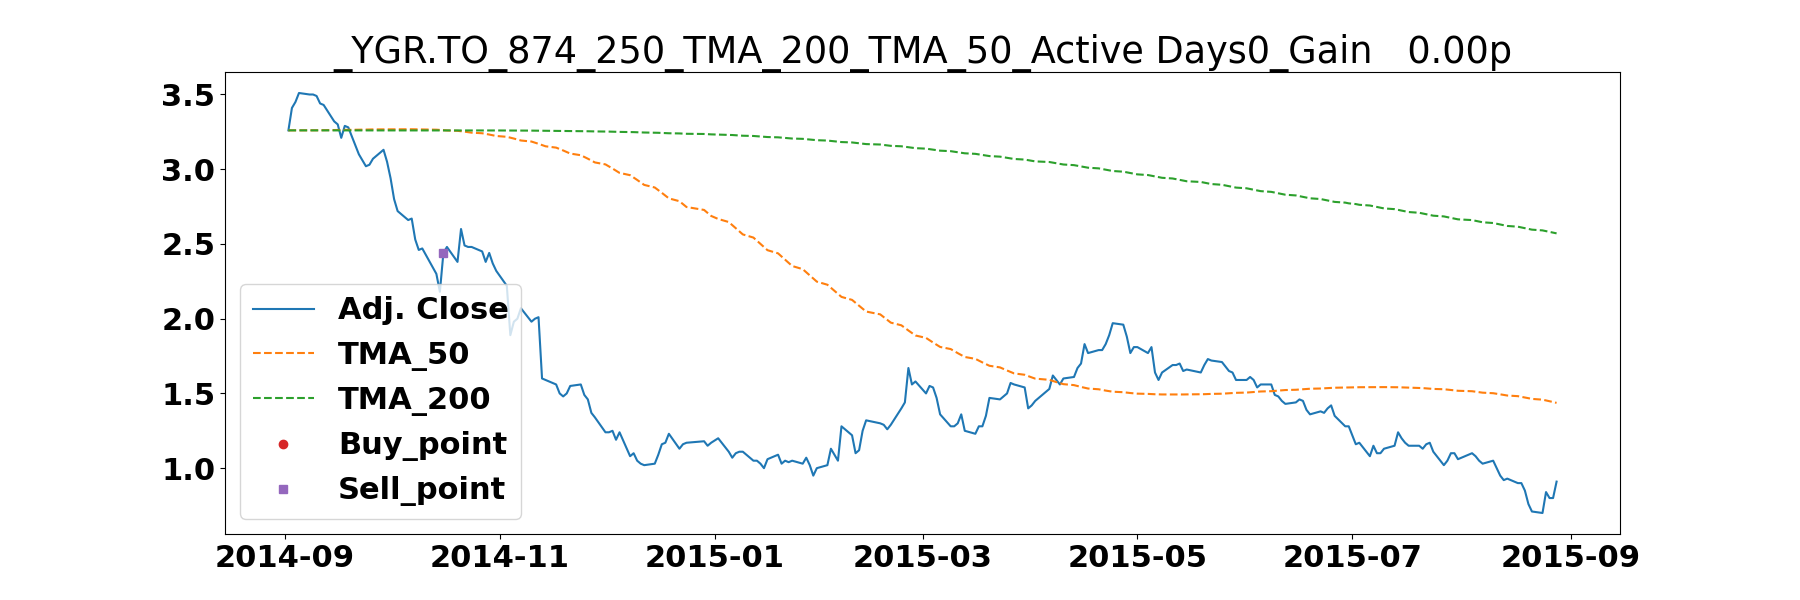 _YGR.TO_874_250_TMA_200_TMA_50_Active Days0_Gain   0.00p
3.5
3.0
2.5
2.0
1.5
1.0
Adj. Close
TMA_50
TMA_200
Buy_point
Sell_point
2014-09 2014-11 2015-01 2015-03 2015-05 2015-07 2015-09